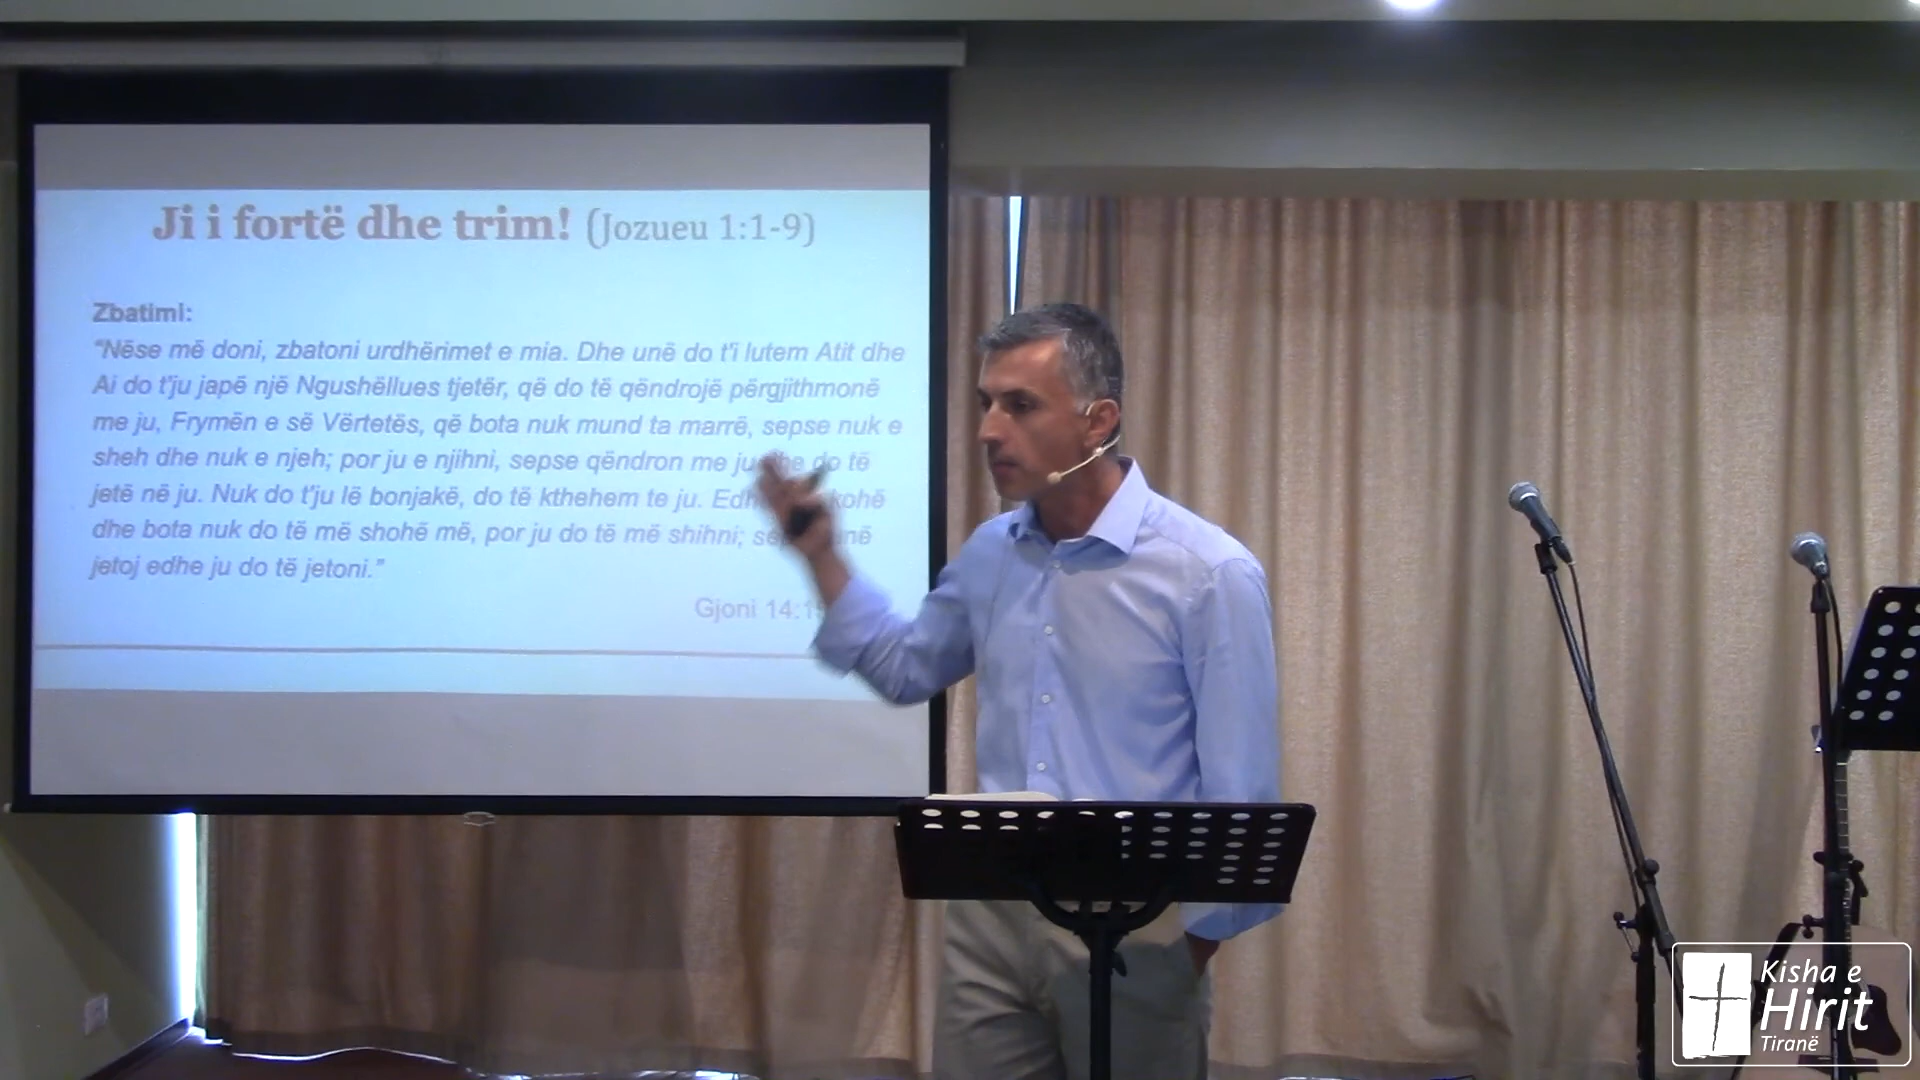 Ji i fortë dhe trim! (Jozueu 1:1-9)
Zbatimi:
"Nëse më doni, zbatoni urdhërimet e mia. Dhe unë do t'i lutem Atit dhe
Ai do t'ju japë një Ngushëllues tjetër, që do të qëndrojë përgjithmonë
me ju, Frymën e së Vërtetës, që bota nuk mund ta marrë, sepse nuk e
sheh dhe nuk e njeh; por ju e njihni, sepse qëndron me ju dhe do të
jetë në ju. Nuk do t'ju lë bonjakë, do të kthehem te ju. kohë
dhe bota nuk do të më shohë më, por ju do të më shihni;
jetoj edhe ju do të jetoni."
Gjoni
Kisha e
Hirit
Tiranë